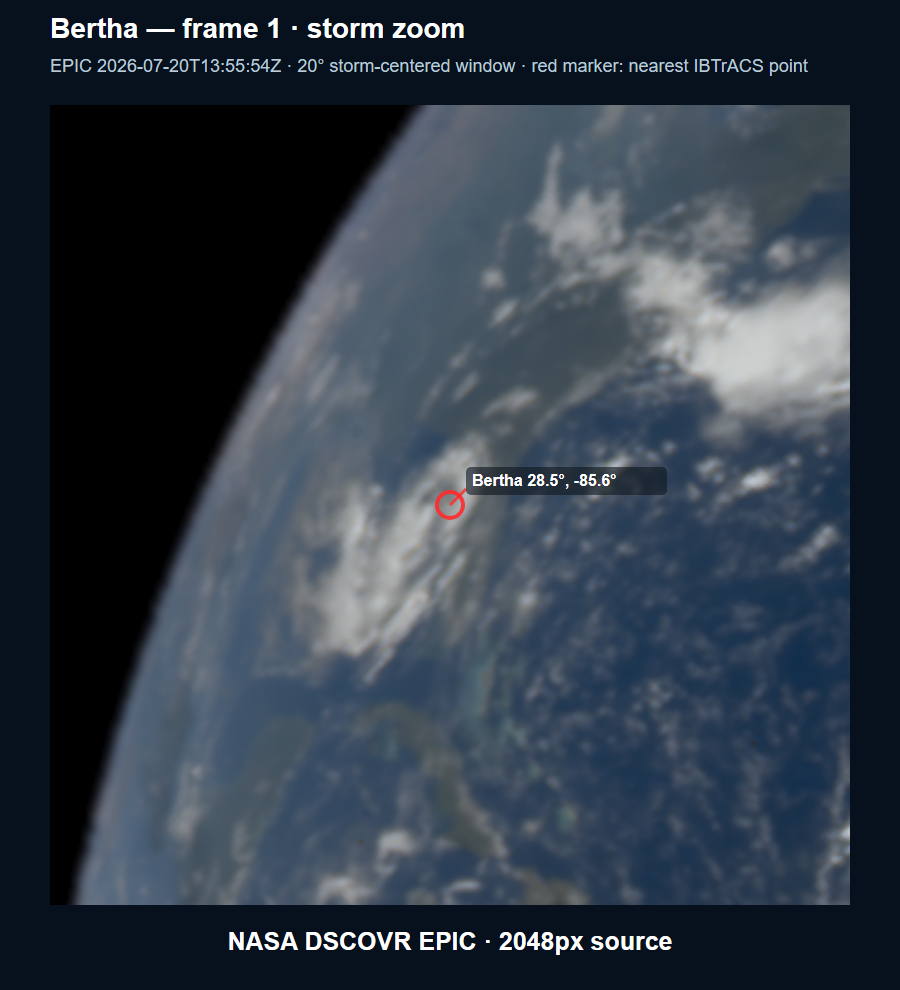 Bertha — frame 1 · storm zoom
EPIC 2026-07-20T13:55:54Z · 20° storm-centered window · red marker: nearest IBTrACS point
Bertha 28.5°, -85.6°
NASA DSCOVR EPIC · 2048px source